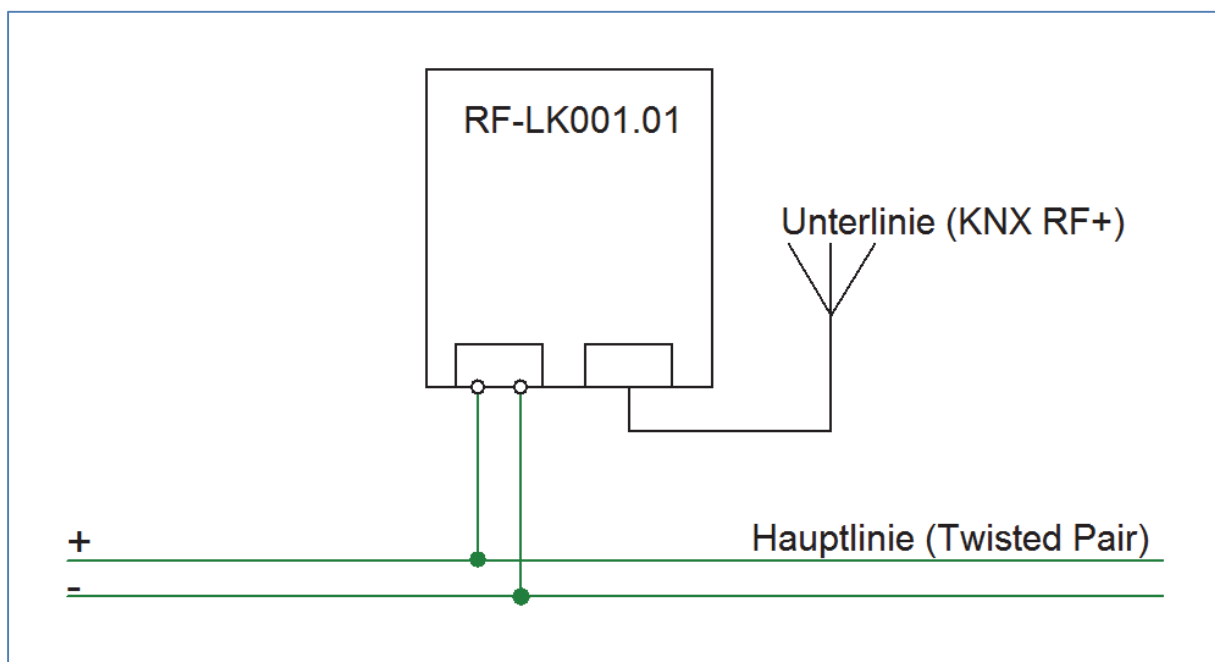 RF-LK001.01
Unterlinie (KNX RF+)
+
Hauptlinie (Twisted Pair)
-